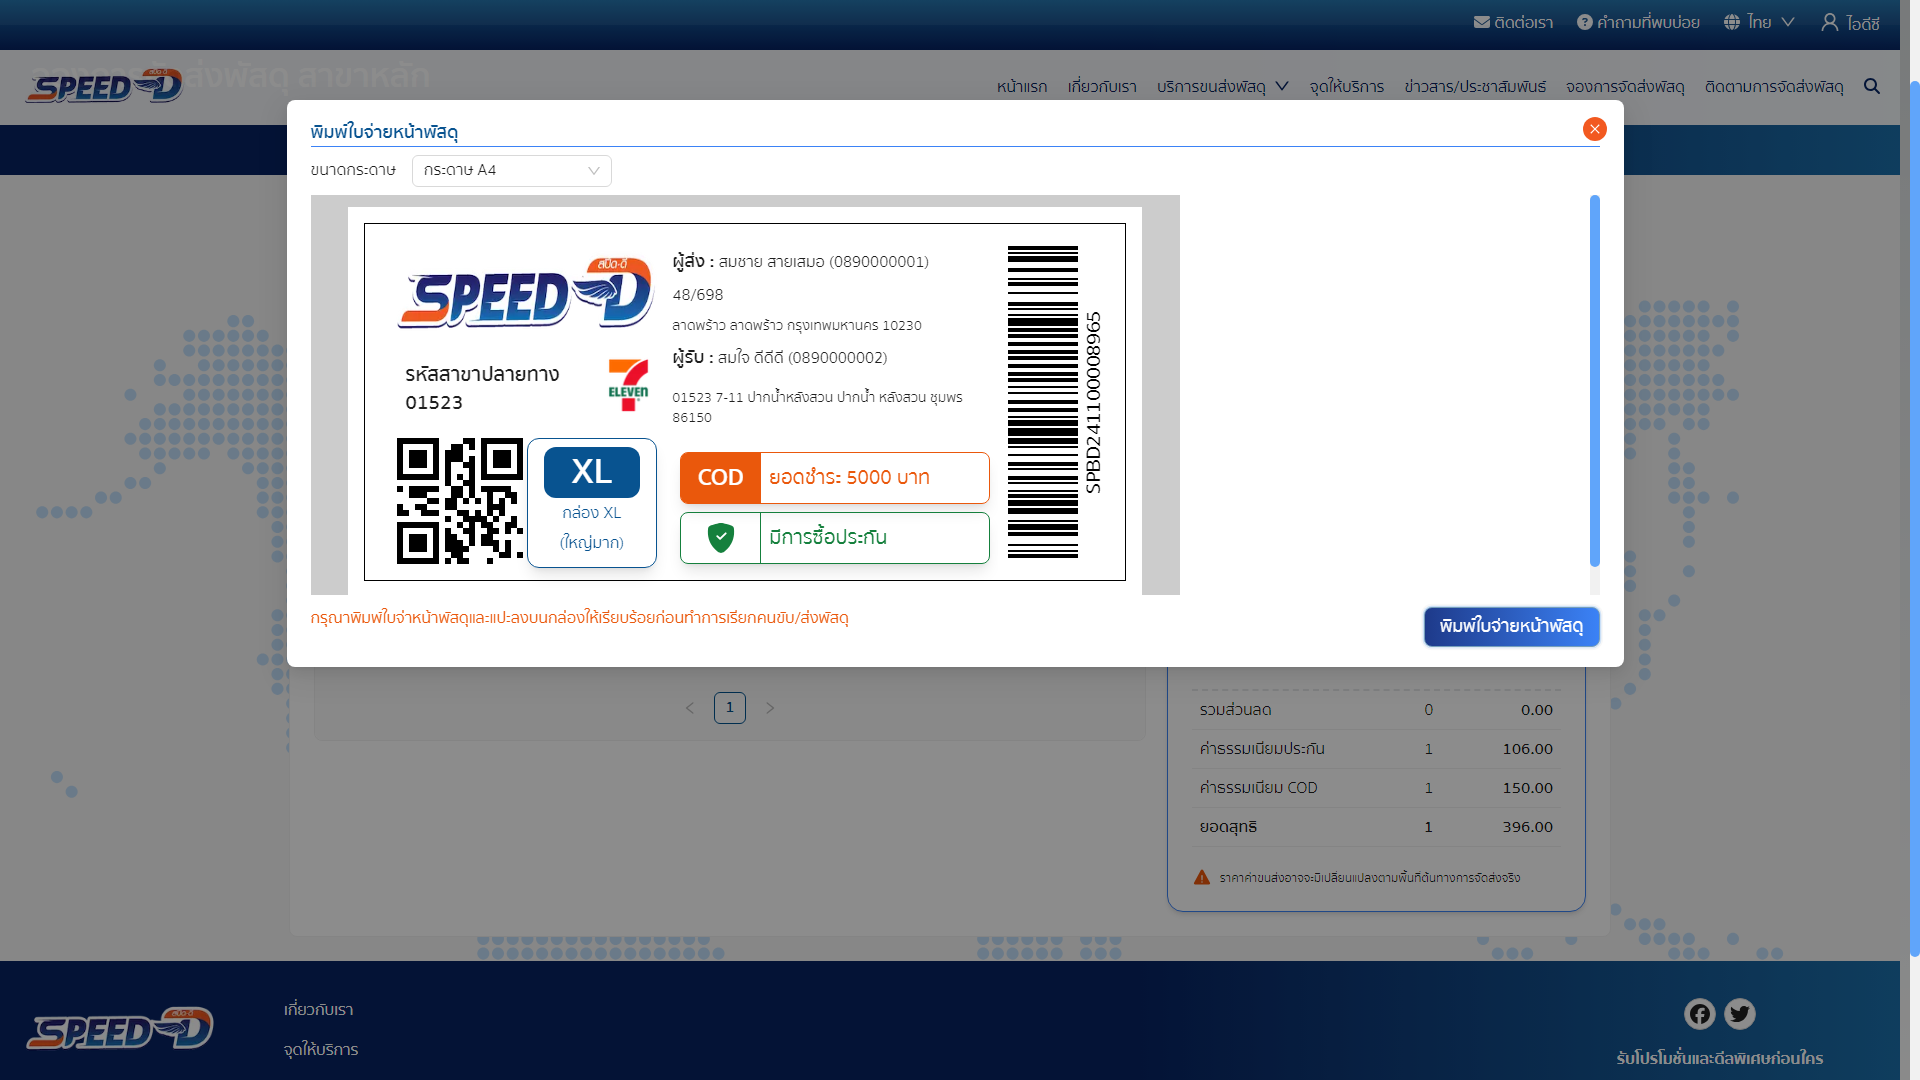 ติดต่อเรา
คำถามที่พบบ่อย
ไทย
ไอดีซี
SPEED-D
สปีด-ดี
ส่งพัสดุ สาขาหลัก
หน้าแรก
เกี่ยวกับเรา
บริการขนส่งพัสดุ
จุดให้บริการ
ข่าวสาร/ประชาสัมพันธ์
จองการจัดส่งพัสดุ
ติดตามการจัดส่งพัสดุ
พิมพ์ใบจ่ายหน้าพัสดุ
ขนาดกระดาษ
กระดาษ A4
สปีด-ดี
SPEED-D
ผู้ส่ง : สมชาย สายเสมอ (0890000001)
48/698
ลาดพร้าว ลาดพร้าว กรุงเทพมหานคร 10230
ผู้รับ : สมใจ ดีดีดี (0890000002)
01523 7-11 ปากน้ำหลังสวน ปากน้ำ หลังสวน ชุมพร
86150
รหัสสาขาปลายทาง
01523
7
ELEVEN
XL
กล่อง XL
(ใหญ่มาก)
COD
ยอดชำระ 5000 บาท
มีการซื้อประกัน
SPBD241100008965
กรุณาพิมพ์ใบจ่าหน้าพัสดุและแปะลงบนกล่องให้เรียบร้อยก่อนทำการเรียกคนขับ/ส่งพัสดุ
พิมพ์ใบจ่ายหน้าพัสดุ
1
รวมส่วนลด 0 0.00
ค่าธรรมเนียมประกัน 1 106.00
ค่าธรรมเนียม COD 1 150.00
ยอดสุทธิ 1 396.00
ราคาค่าขนส่งอาจจะมีเปลี่ยนแปลงตามพื้นที่ต้นทางการจัดส่งจริง
สปีด-ดี
SPEED-D
เกี่ยวกับเรา
จุดให้บริการ
รับโปรโมชั่นและดีลพิเศษก่อนใคร